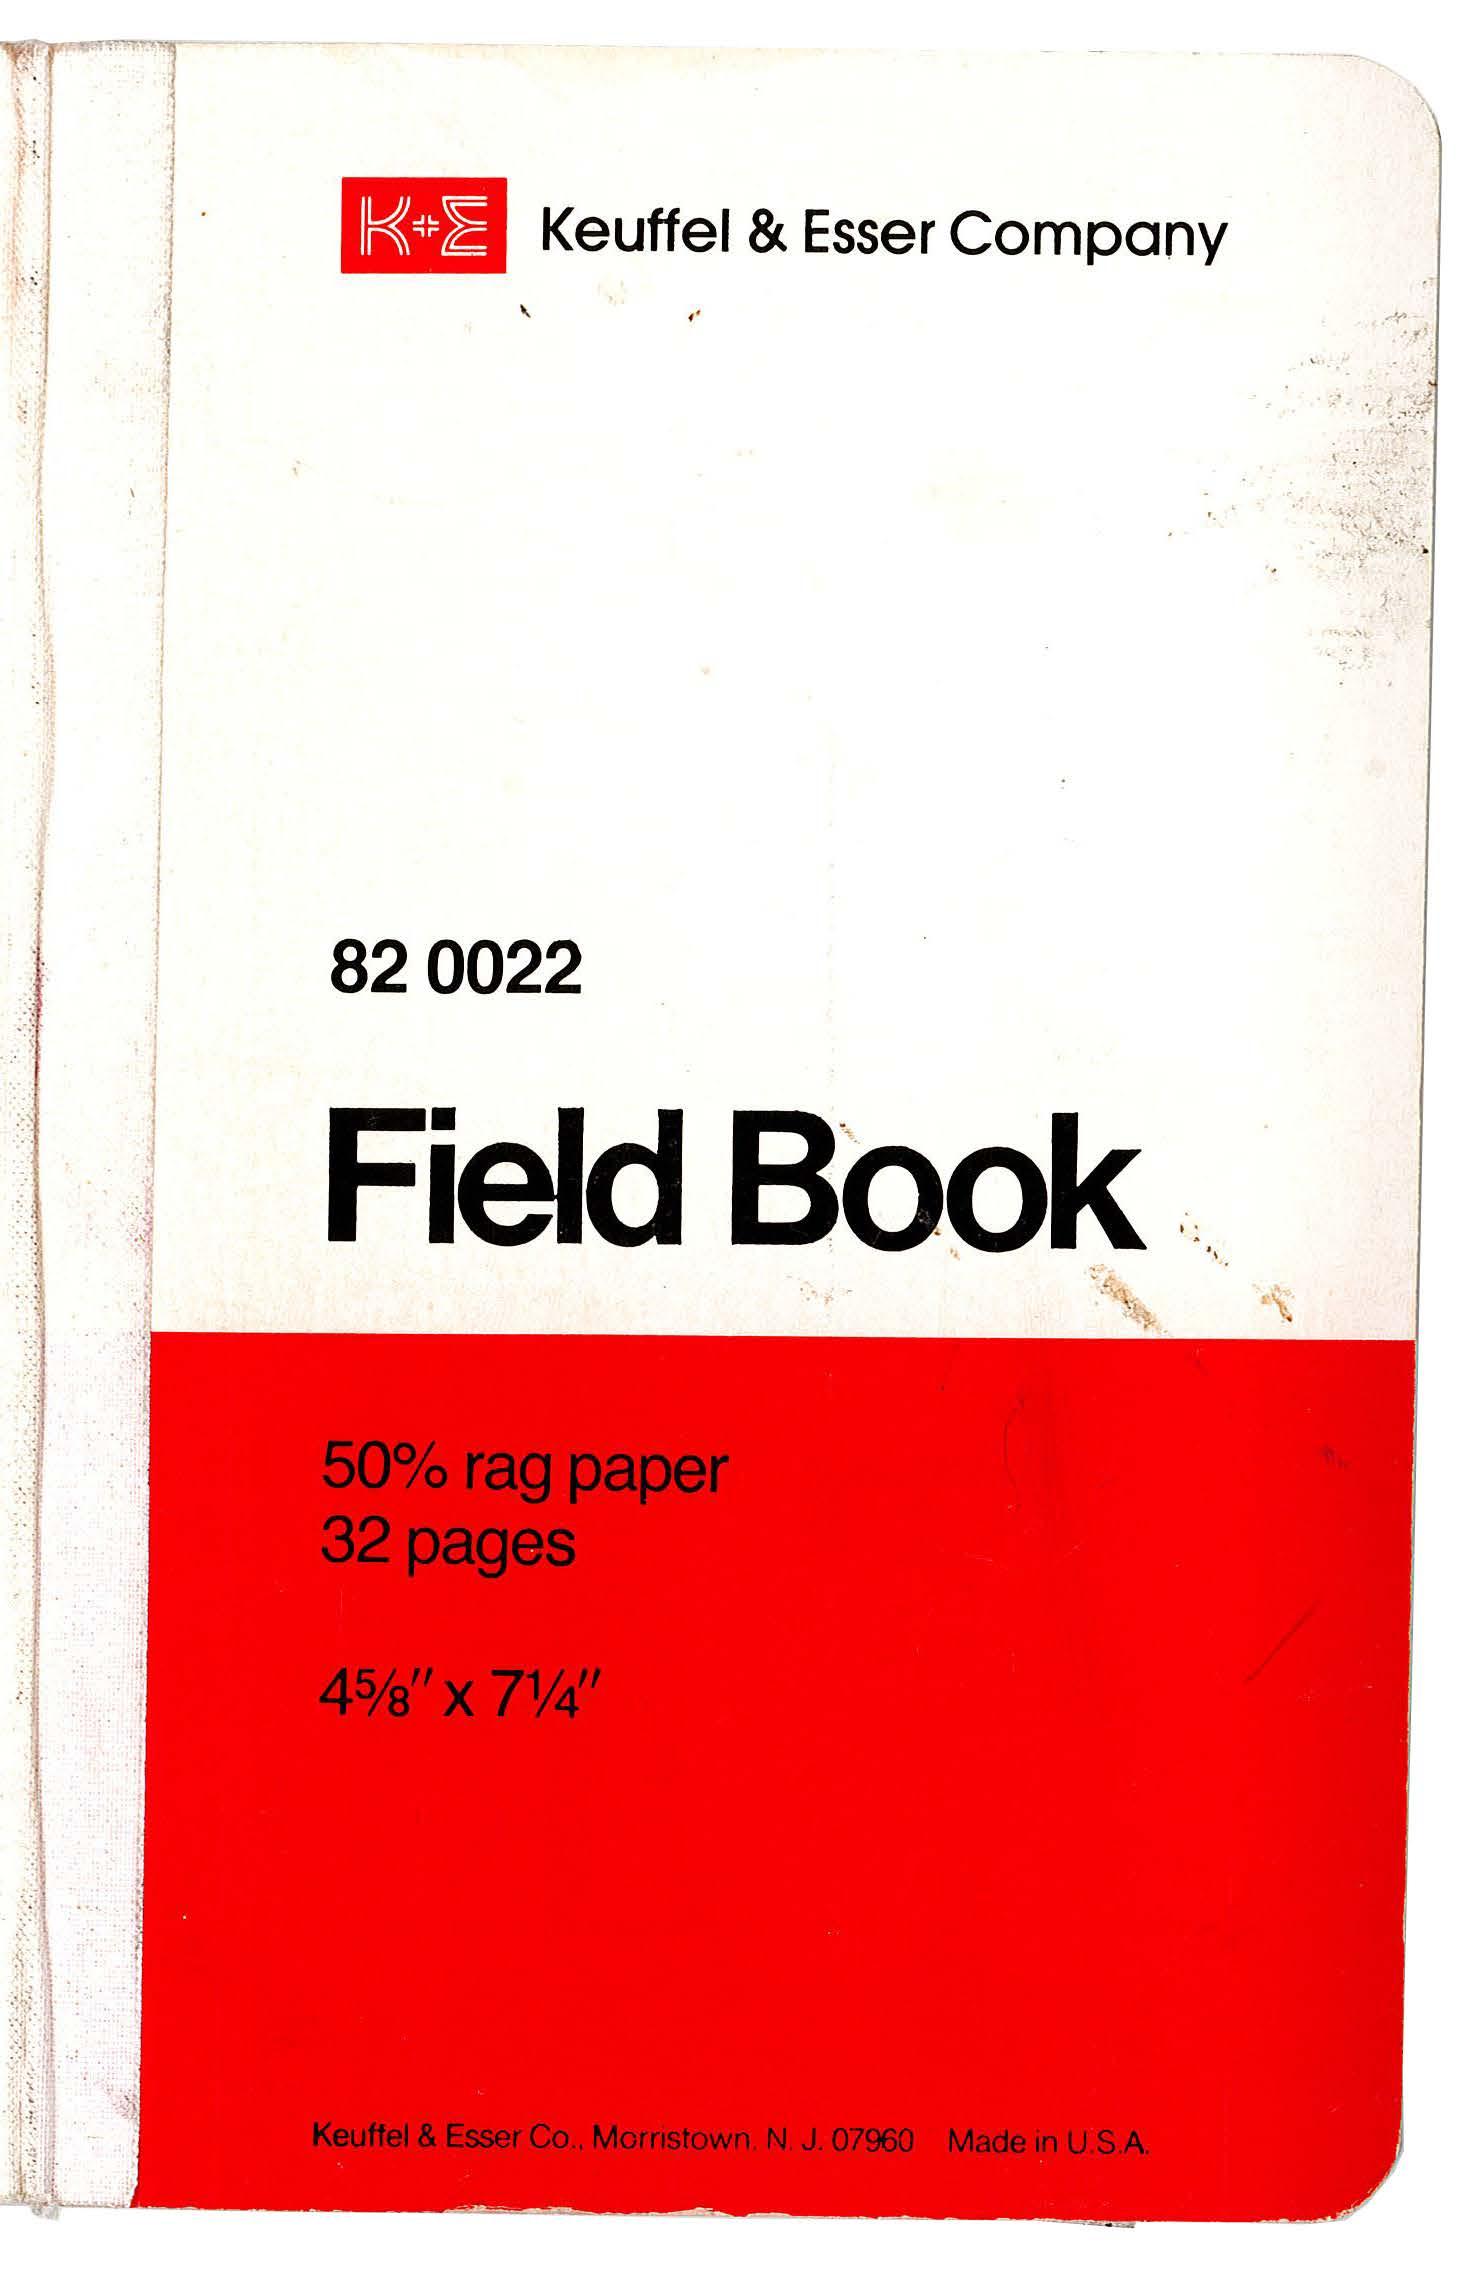 K+E Keuffel & Esser Company
82 0022
Field Book
50% rag paper
32 pages
4⅝" x 7¼"
Keuffel & Esser Co., Morristown, N. J. 07960 Made in U.S.A.